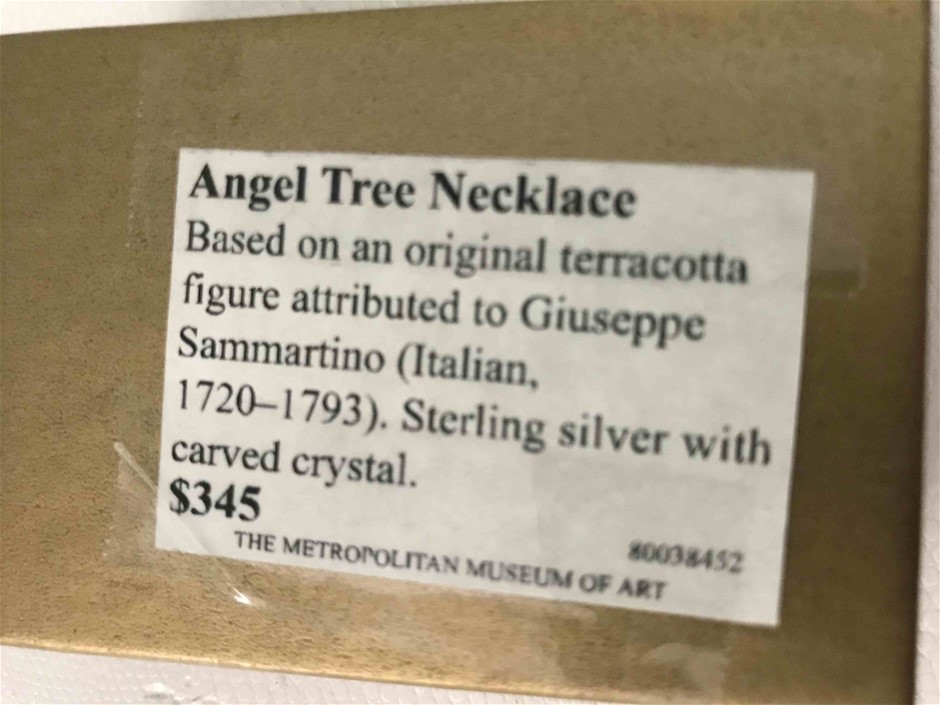 Angel Tree Necklace
Based on an original terracotta
figure attributed to Giuseppe
Sammartino (Italian,
1720–1793). Sterling silver with
carved crystal.
$345
80038452
THE METROPOLITAN MUSEUM OF ART